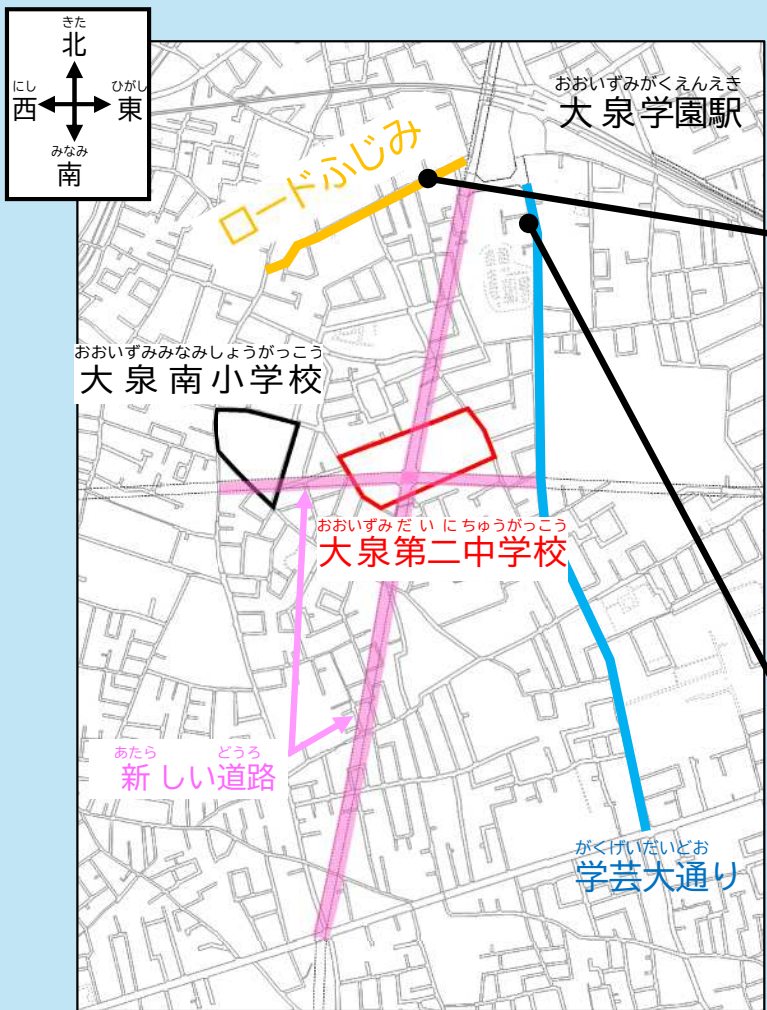 きた
北
にし
西
ひがし
東
みなみ
南
おおいずみがくえんえき
大泉学園駅
ロードふじみ
おおいずみみなみしょうがっこう
大泉南小学校
おおいずみだいにちゅうがっこう
大泉第二中学校
あたら どうろ
新しい道路
がくげいだいどお
学芸大通り